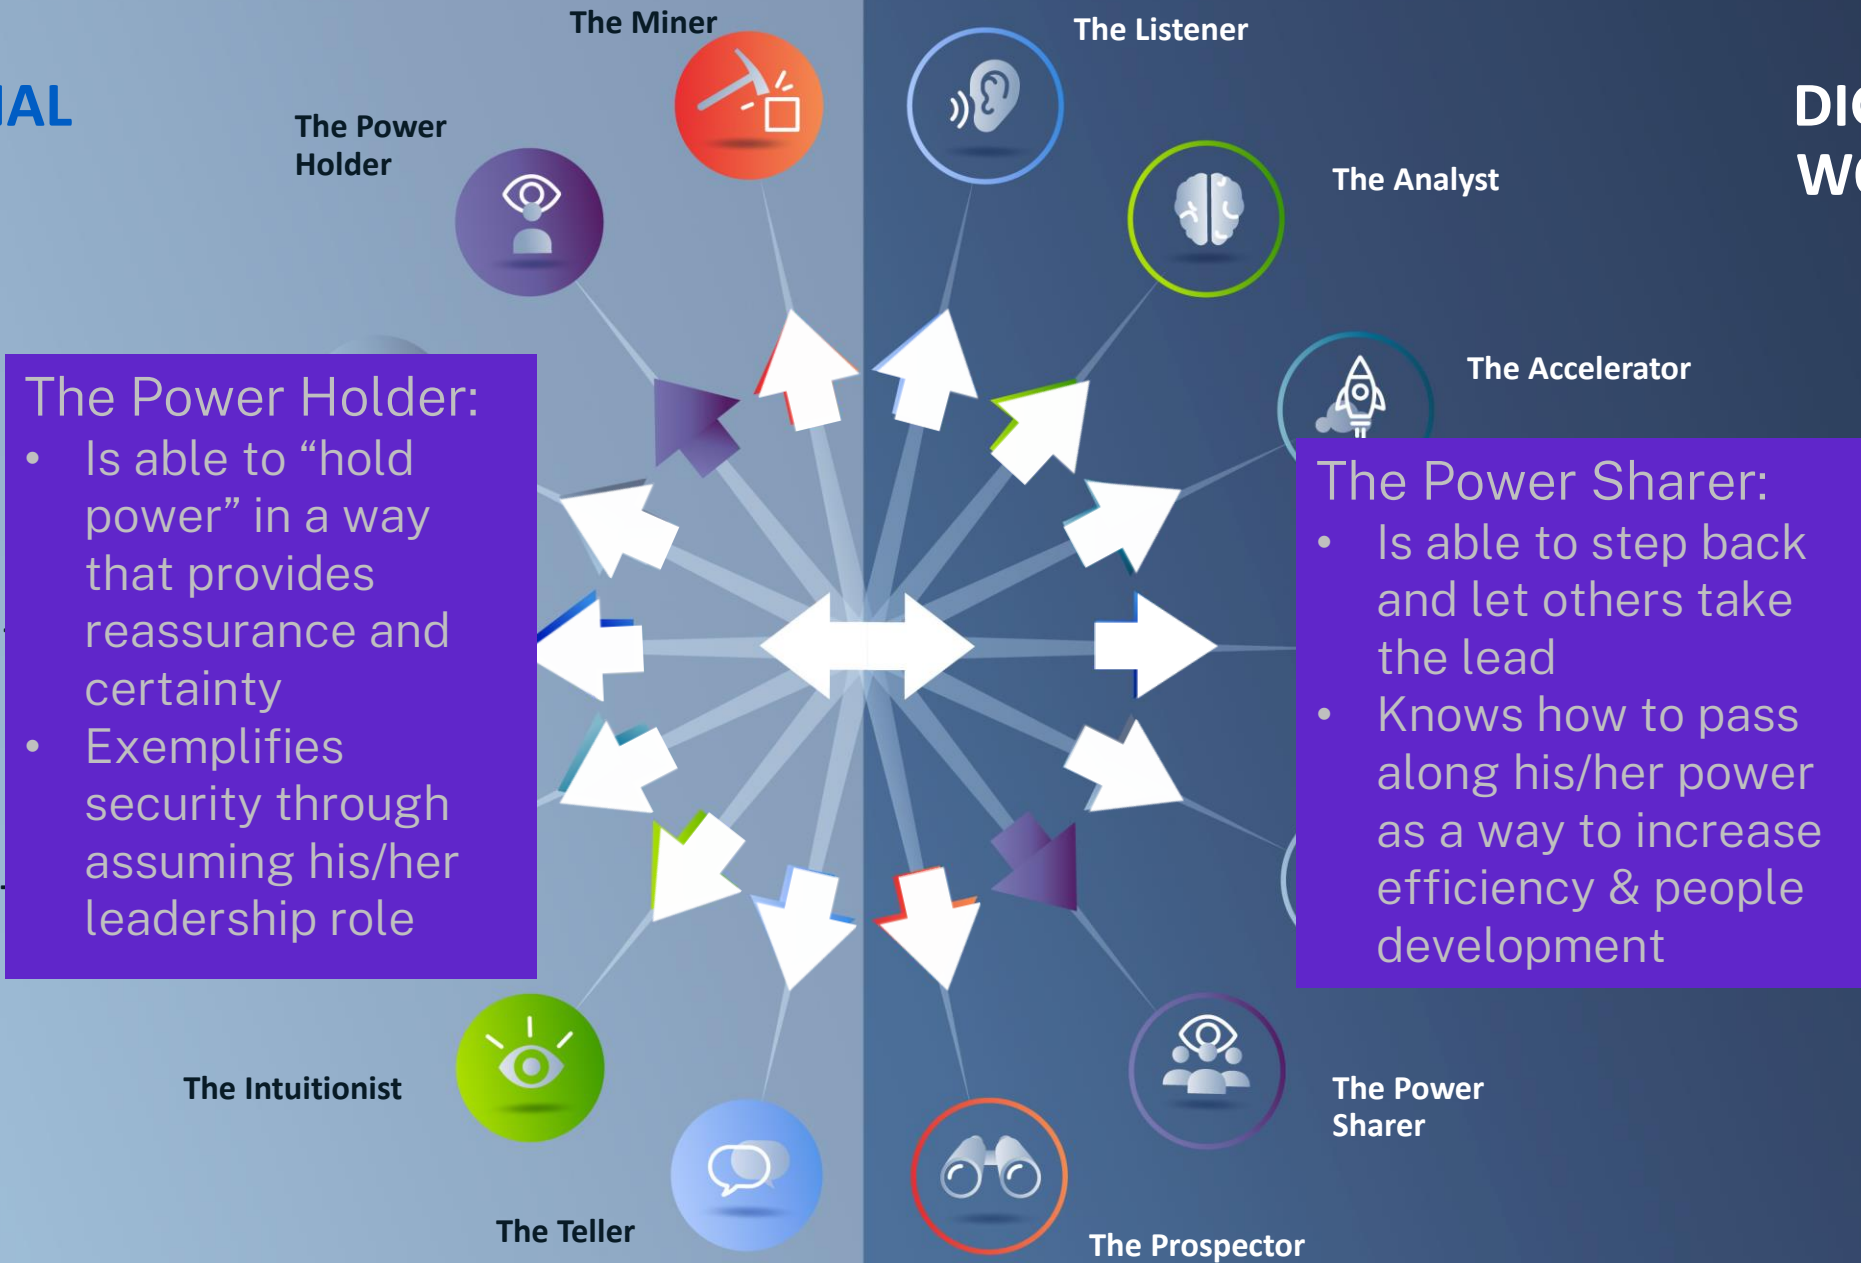 The Miner
The Listener
The Power
Holder
The Analyst
The Accelerator
The Power Holder:
• Is able to “hold
power” in a way
that provides
reassurance and
certainty
• Exemplifies
security through
assuming his/her
leadership role
The Power Sharer:
• Is able to step back
and let others take
the lead
• Knows how to pass
along his/her power
as a way to increase
efficiency & people
development
The Intuitionist
The Power
Sharer
The Teller
The Prospector